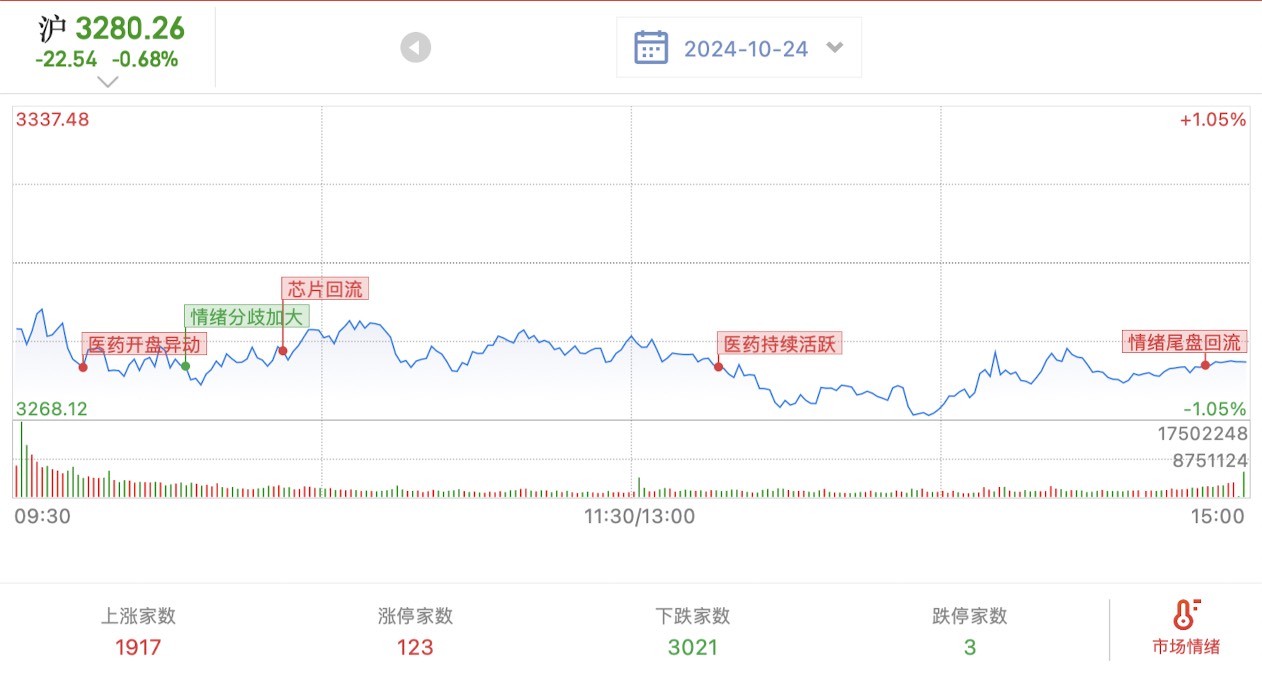 沪 3280.26
-22.54 -0.68%
2024-10-24
3337.48 +1.05%
芯片回流
情绪分歧加大
医药开盘异动 医药持续活跃 情绪尾盘回流
3268.12 -1.05%
17502248
8751124
09:30 11:30/13:00 15:00
上涨家数 涨停家数 下跌家数 跌停家数
1917 123 3021 3
市场情绪